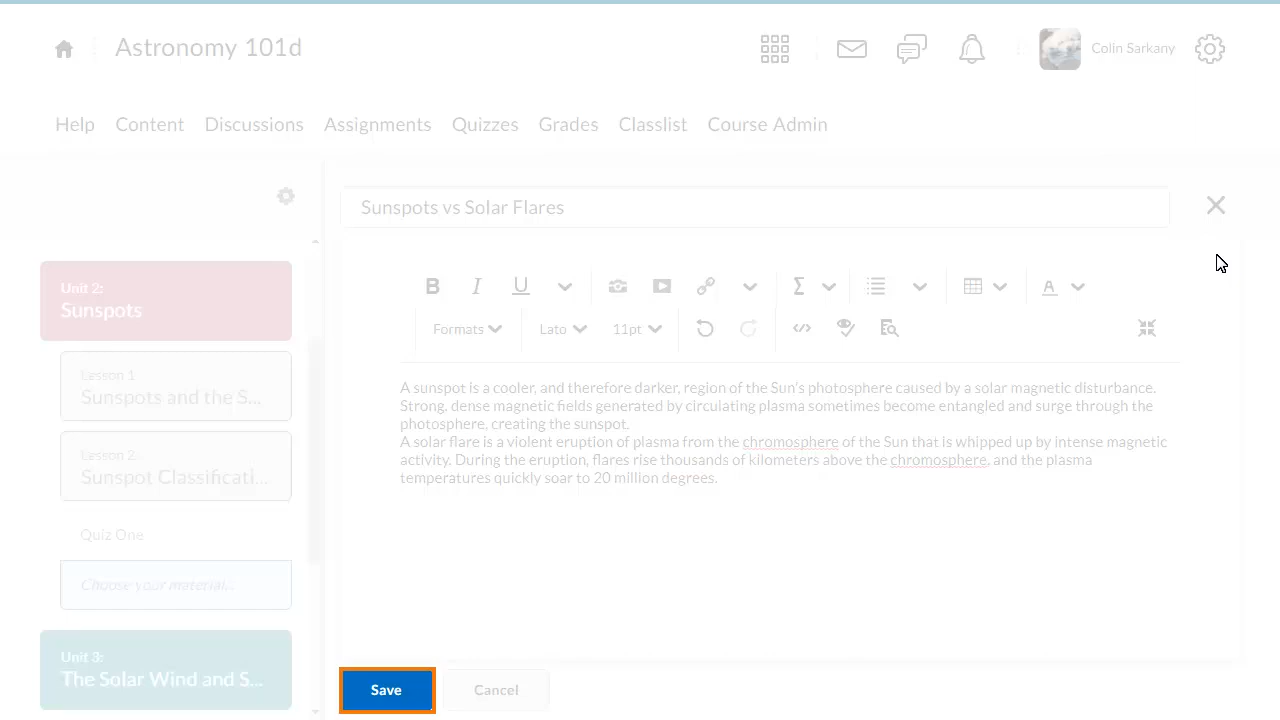 Astronomy 101d
Colin Sarkany
Help Content Discussions Assignments Quizzes Grades Classlist Course Admin
Sunspots vs Solar Flares
Unit 2:
Sunspots
Lesson 1
Sunspots and the S...
Lesson 2:
Sunspot Classificati...
Quiz One
Choose your material...
Unit 3:
The Solar Wind and S...
B I U Σ A
Formats Lato 11pt
A sunspot is a cooler, and therefore darker, region of the Sun's photosphere caused by a solar magnetic disturbance.
Strong, dense magnetic fields generated by circulating plasma sometimes become entangled and surge through the
photosphere, creating the sunspot.
A solar flare is a violent eruption of plasma from the chromosphere of the Sun that is whipped up by intense magnetic
activity. During the eruption, flares rise thousands of kilometers above the chromosphere, and the plasma
temperatures quickly soar to 20 million degrees.
Save Cancel